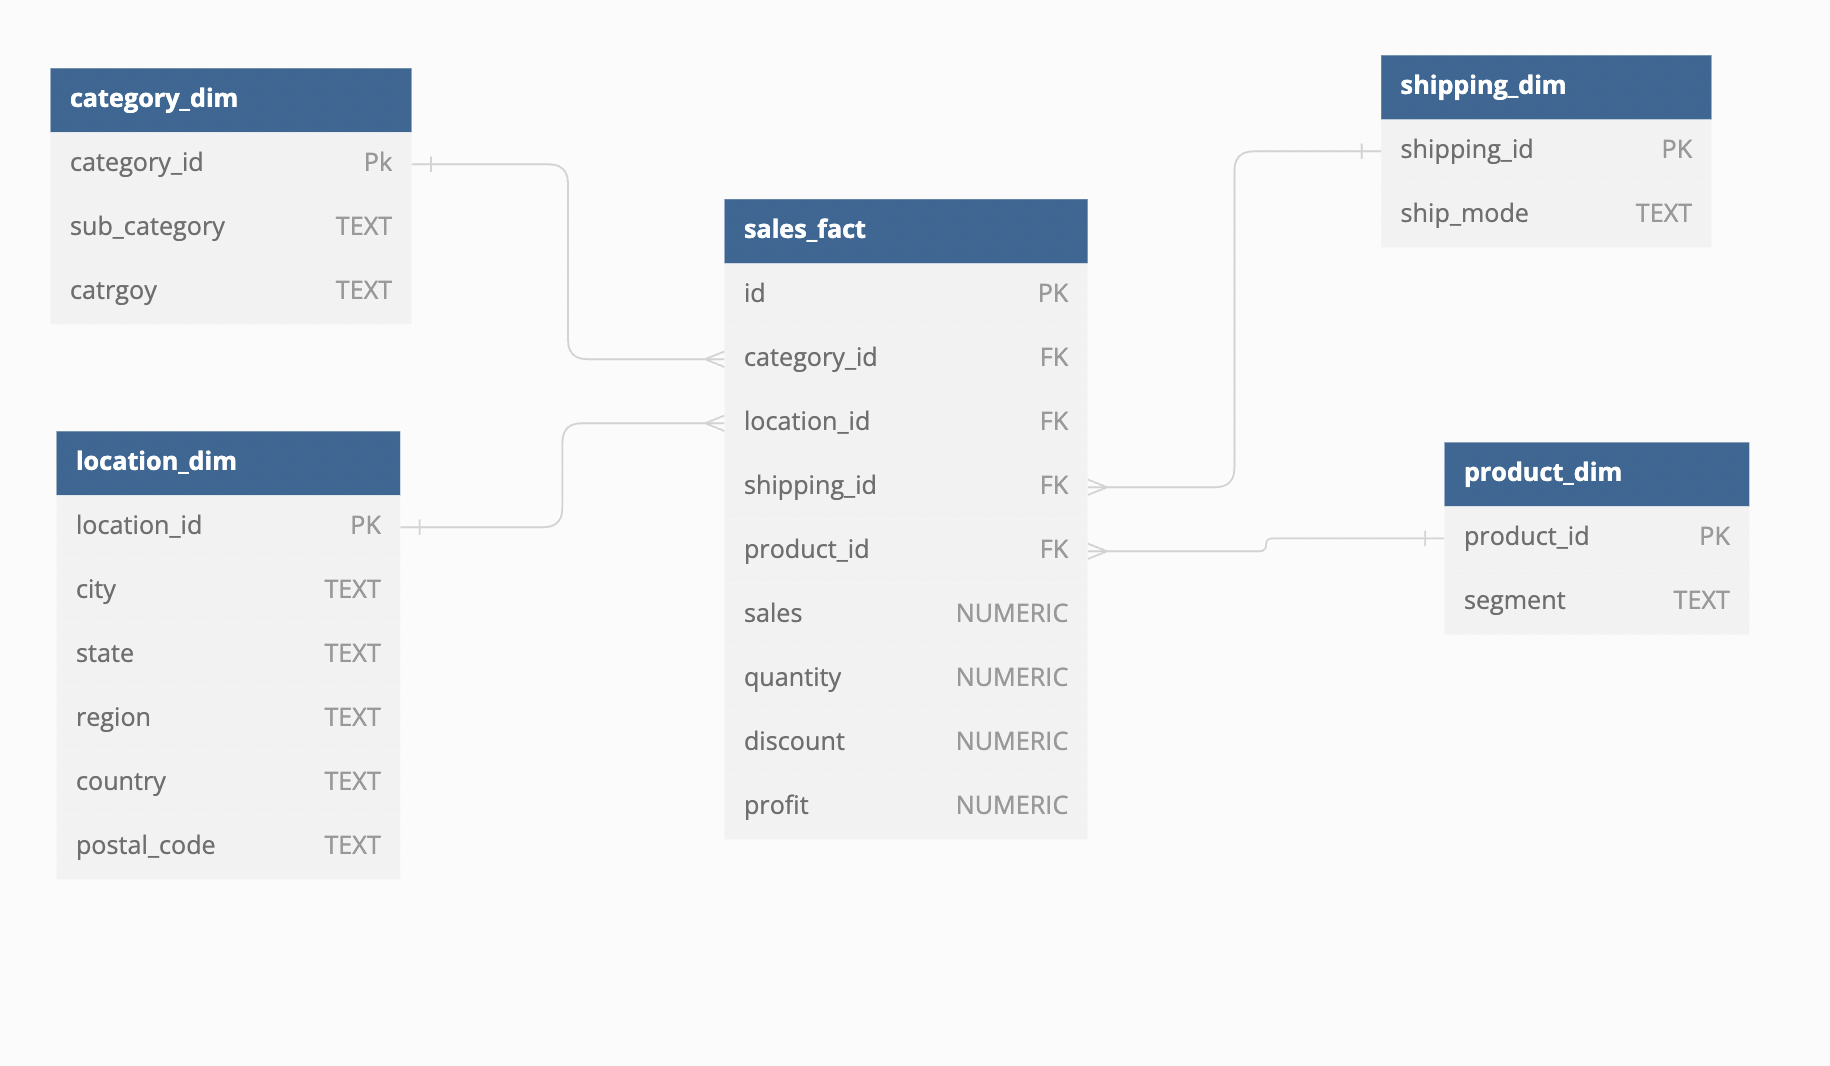 category_dim
category_id Pk
sub_category TEXT
catrgoy TEXT
location_dim
location_id PK
city TEXT
state TEXT
region TEXT
country TEXT
postal_code TEXT
sales_fact
id PK
category_id FK
location_id FK
shipping_id FK
product_id FK
sales NUMERIC
quantity NUMERIC
discount NUMERIC
profit NUMERIC
shipping_dim
shipping_id PK
ship_mode TEXT
product_dim
product_id PK
segment TEXT